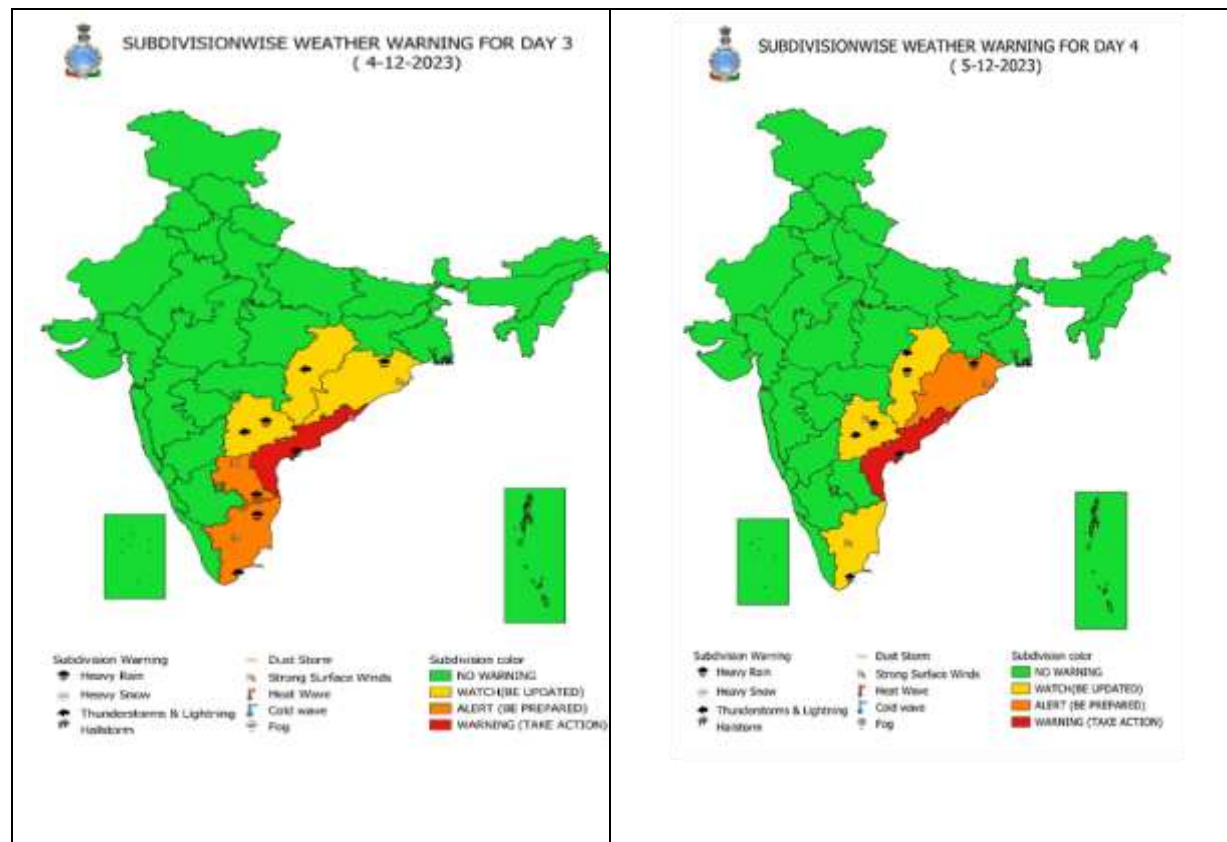 SUBDIVISIONWISE WEATHER WARNING FOR DAY 3
( 4-12-2023)
Subdivision Warning
Heavy Rain
Heavy Snow
Thunderstorms & Lightning
Hailstorm
Dust Storm
Strong Surface Winds
Heat Wave
Cold wave
Fog
Subdivision color
NO WARNING
WATCH(BE UPDATED)
ALERT (BE PREPARED)
WARNING (TAKE ACTION)
SUBDIVISIONWISE WEATHER WARNING FOR DAY 4
( 5-12-2023)
Subdivision Warning
Heavy Rain
Heavy Snow
Thunderstorms & Lightning
Hailstorm
Dust Storm
Strong Surface Winds
Heat Wave
Cold wave
Fog
Subdivision color
NO WARNING
WATCH(BE UPDATED)
ALERT (BE PREPARED)
WARNING (TAKE ACTION)